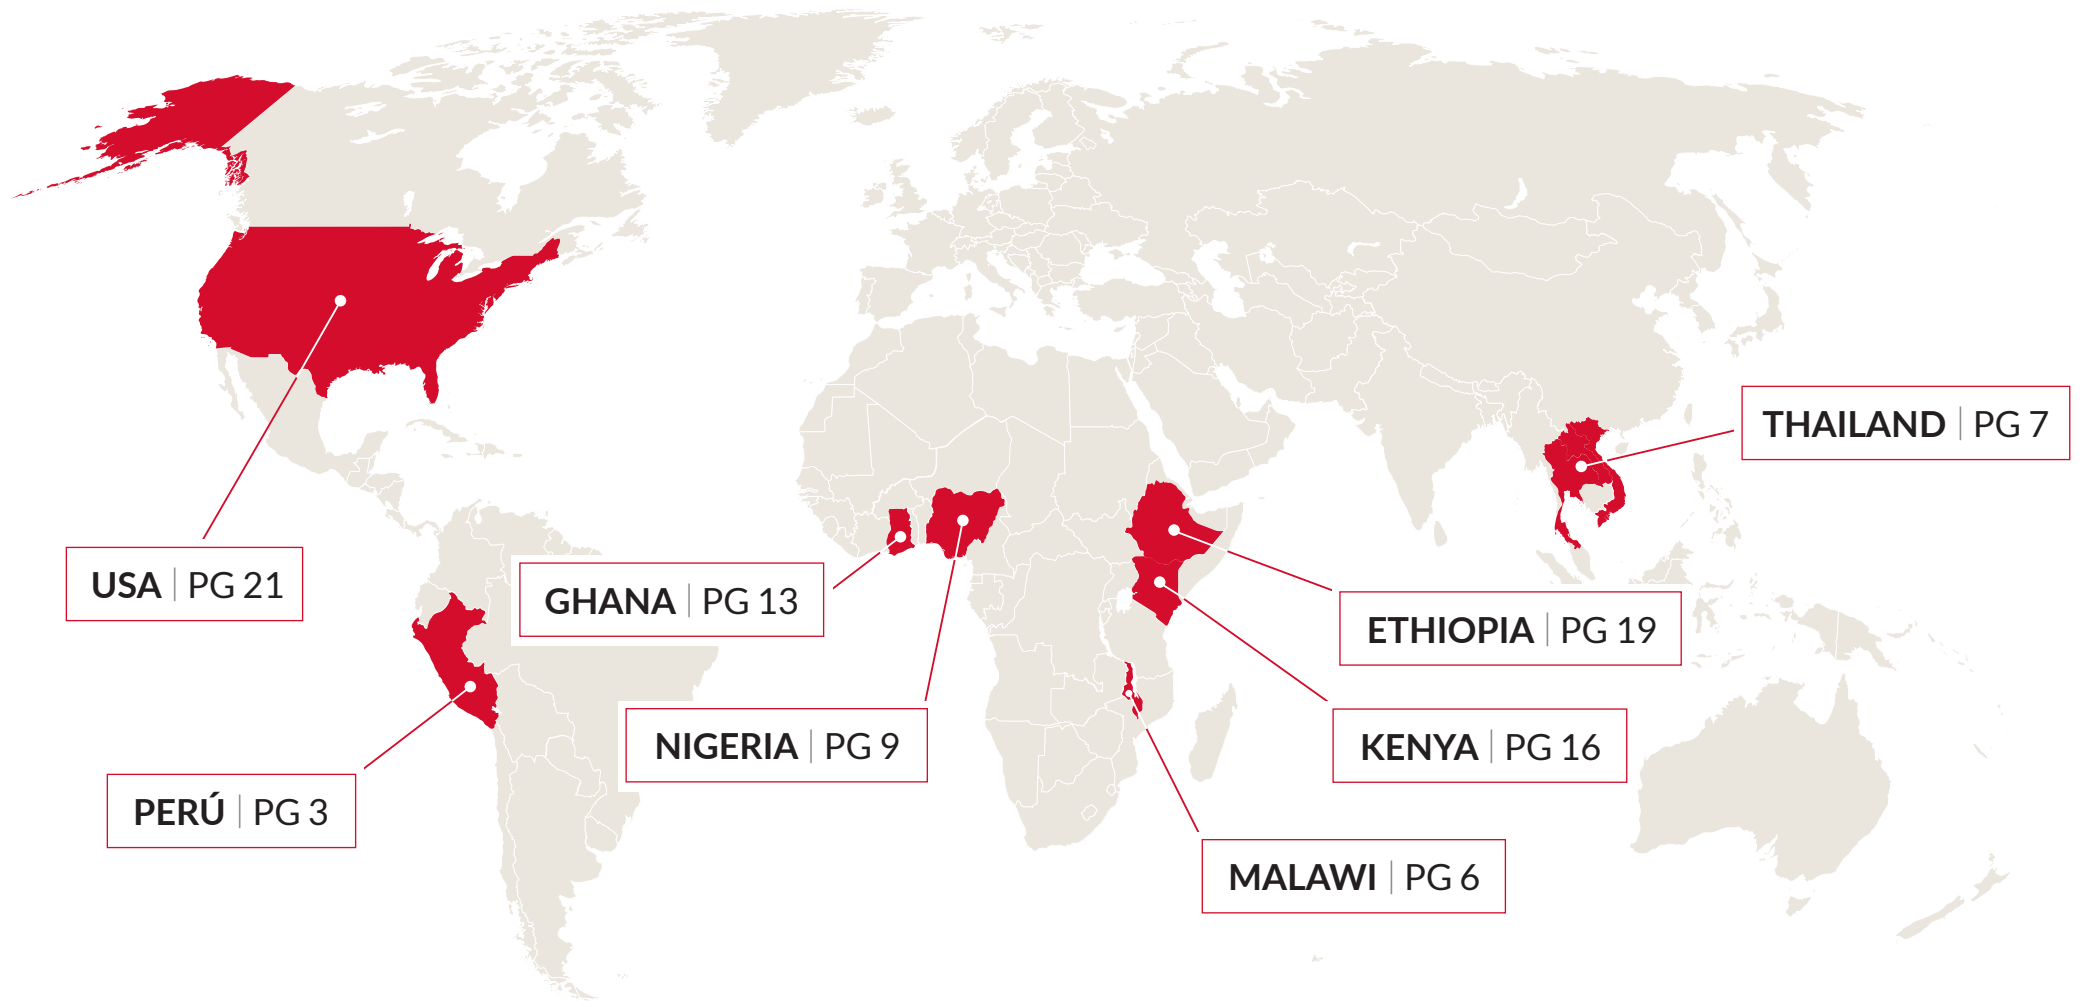 THAILAND | PG 7
USA | PG 21
GHANA | PG 13
ETHIOPIA | PG 19
NIGERIA | PG 9
KENYA | PG 16
PERÚ | PG 3
MALAWI | PG 6